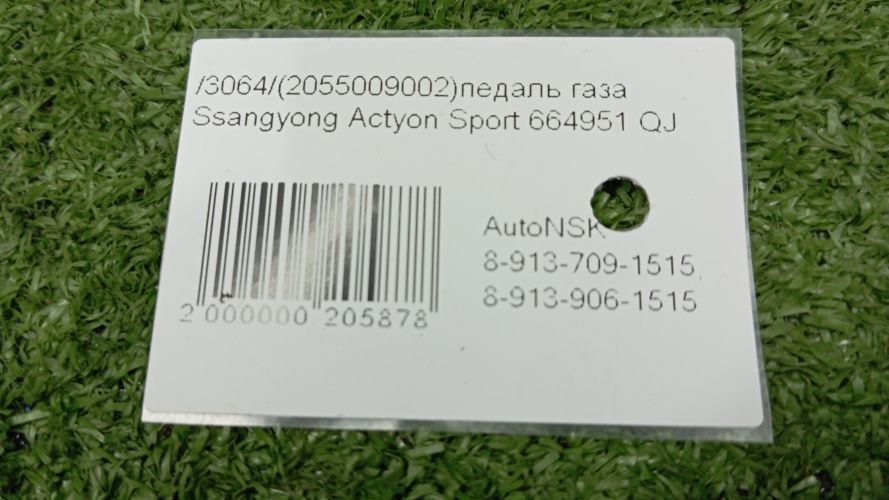 /3064/(2055009002)педаль газа
Ssangyong Actyon Sport 664951 QJ
AutoNSK
8-913-709-1515,
8-913-906-1515
2 000000 205878